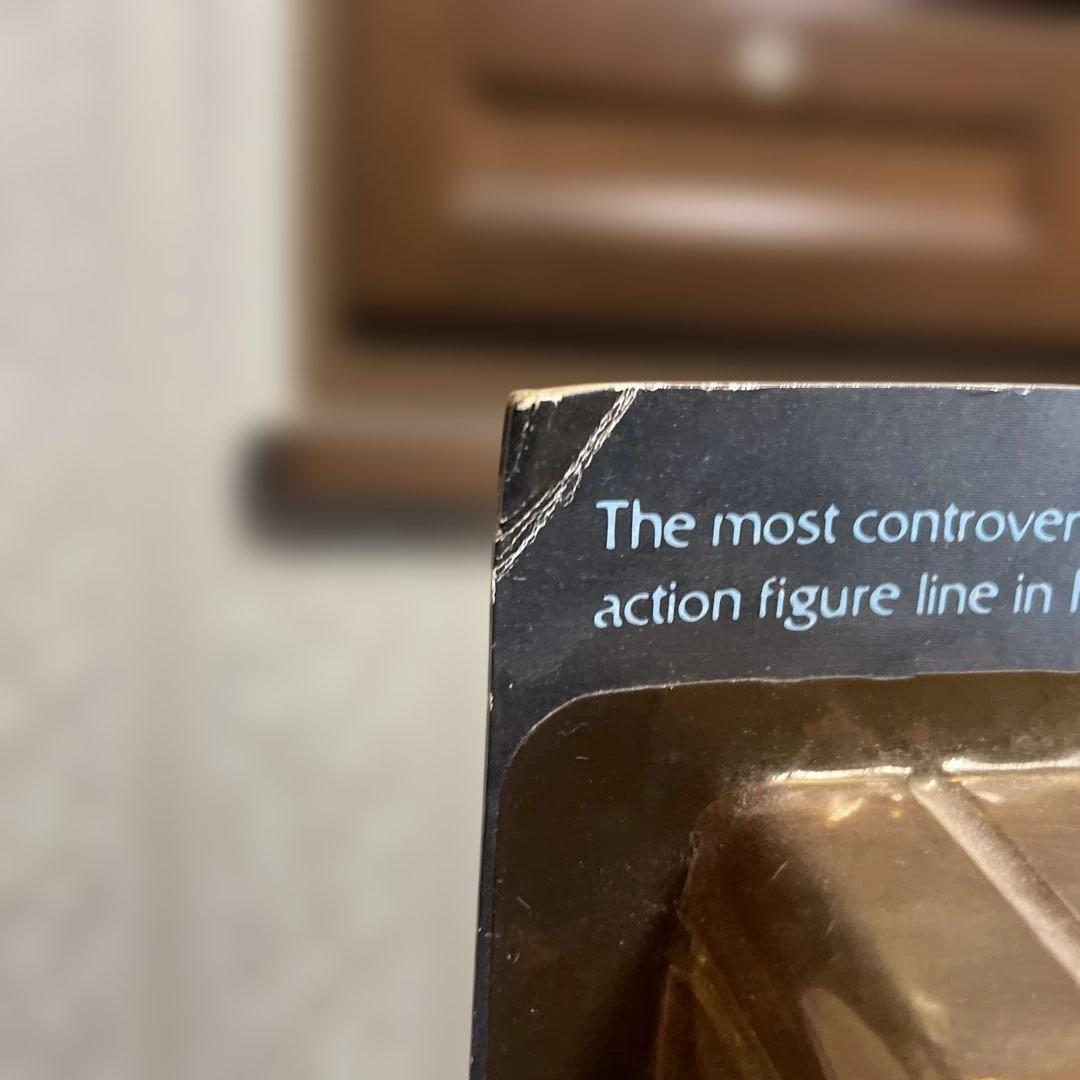 The most controver
action figure line in